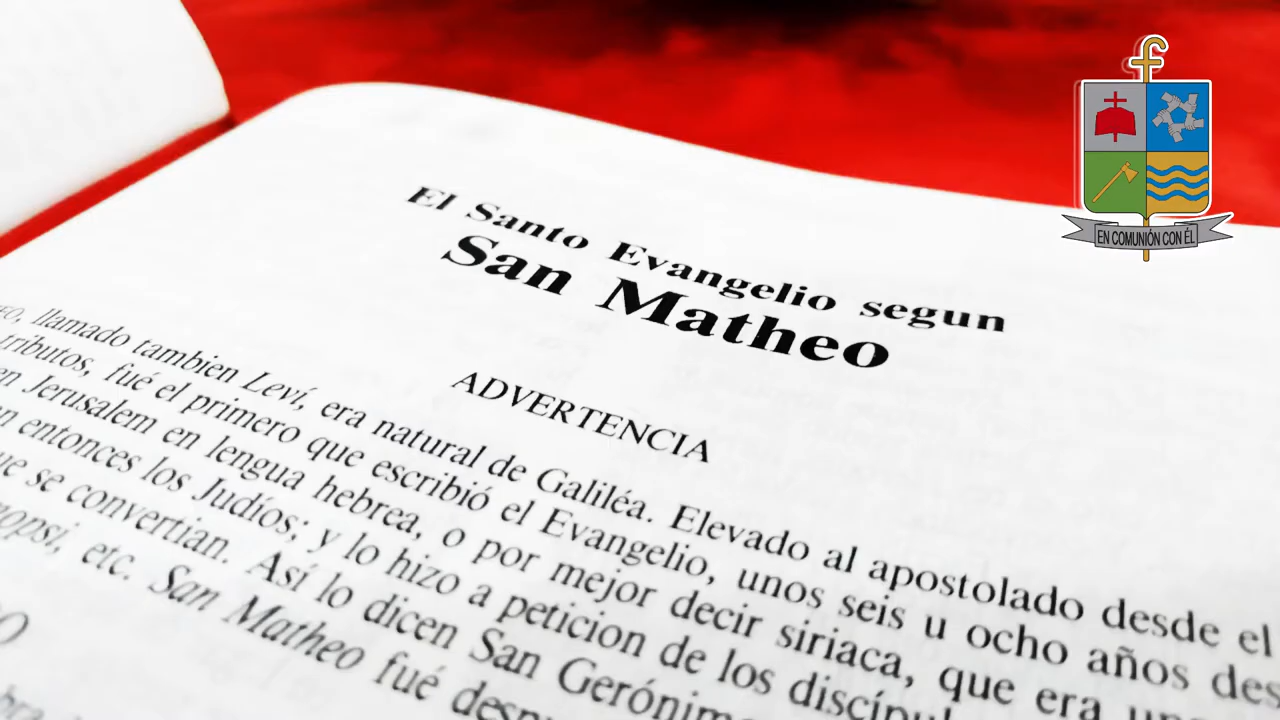 El Santo Evangelio segun
San Matheo
ADVERTENCIA
llamado tambien Leví, era natural de Galiléa. Elevado al apostolado desde el
tributos, fué el primero que escribió el Evangelio, unos seis u ocho años
en Jerusalem en lengua hebrea, o por mejor decir siriaca, que era
entonces los Judíos; y lo hizo a peticion de los
se convertian. Así lo dicen San
etc. San Matheo fué
EN COMUNIÓN CON ÉL